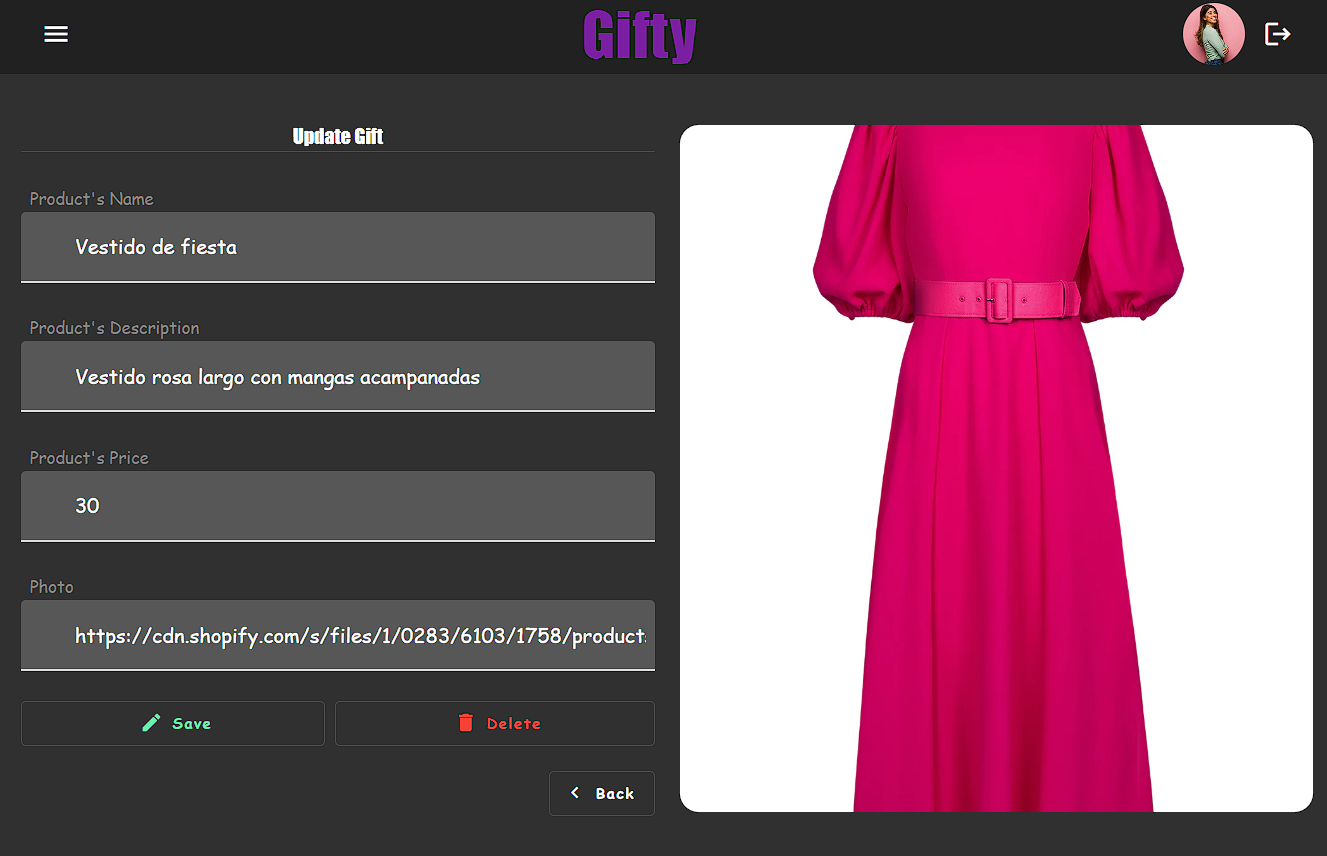 Gifty
Update Gift
Product's Name
Vestido de fiesta
Product's Description
Vestido rosa largo con mangas acampanadas
Product's Price
30
Photo
https://cdn.shopify.com/s/files/1/0283/6103/1758/product
Save
Delete
Back